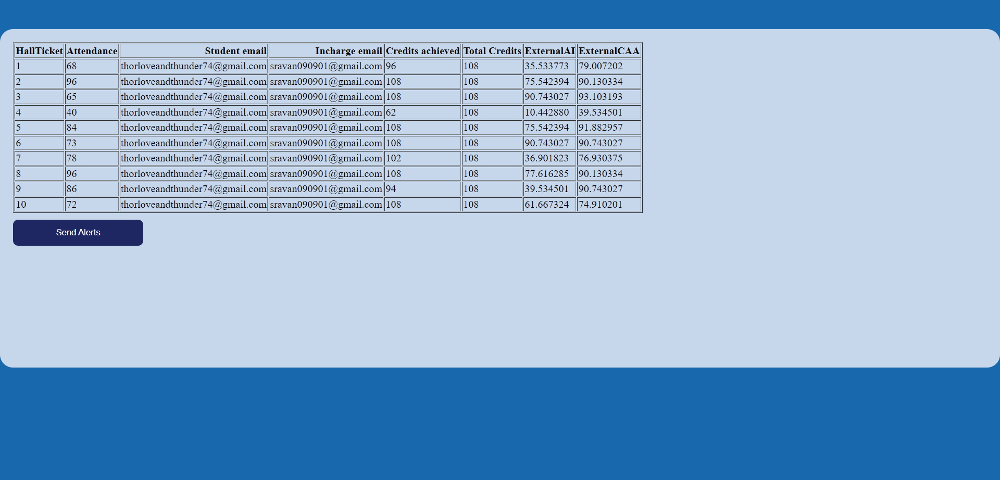 HallTicket Attendance Student email Incharge email Credits achieved Total Credits ExternalAI ExternalCAA
1 68 thorloveandthunder74@gmail.com sravan090901@gmail.com 96 108 35.533773 79.007202
2 96 thorloveandthunder74@gmail.com sravan090901@gmail.com 108 108 75.542394 90.130334
3 65 thorloveandthunder74@gmail.com sravan090901@gmail.com 108 108 90.743027 93.103193
4 40 thorloveandthunder74@gmail.com sravan090901@gmail.com 62 108 10.442880 39.534501
5 84 thorloveandthunder74@gmail.com sravan090901@gmail.com 108 108 75.542394 91.882957
6 73 thorloveandthunder74@gmail.com sravan090901@gmail.com 108 108 90.743027 90.743027
7 78 thorloveandthunder74@gmail.com sravan090901@gmail.com 102 108 36.901823 76.930375
8 96 thorloveandthunder74@gmail.com sravan090901@gmail.com 108 108 77.616285 90.130334
9 86 thorloveandthunder74@gmail.com sravan090901@gmail.com 94 108 39.534501 90.743027
10 72 thorloveandthunder74@gmail.com sravan090901@gmail.com 108 108 61.667324 74.910201
Send Alerts